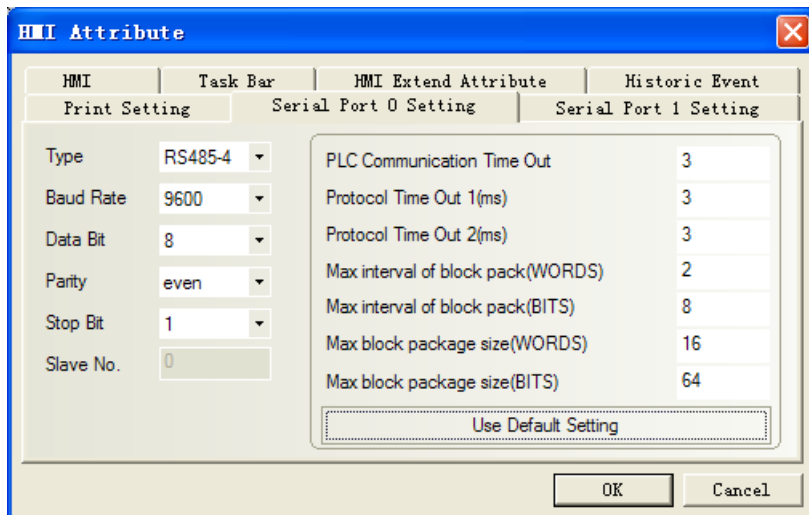 HMI Attribute
HMI Task Bar HMI Extend Attribute Historic Event
Print Setting Serial Port 0 Setting Serial Port 1 Setting
Type RS485-4
Baud Rate 9600
Data Bit 8
Parity even
Stop Bit 1
Slave No. 0
PLC Communication Time Out 3
Protocol Time Out 1(ms) 3
Protocol Time Out 2(ms) 3
Max interval of block pack(WORDS) 2
Max interval of block pack(BITS) 8
Max block package size(WORDS) 16
Max block package size(BITS) 64
Use Default Setting
OK Cancel